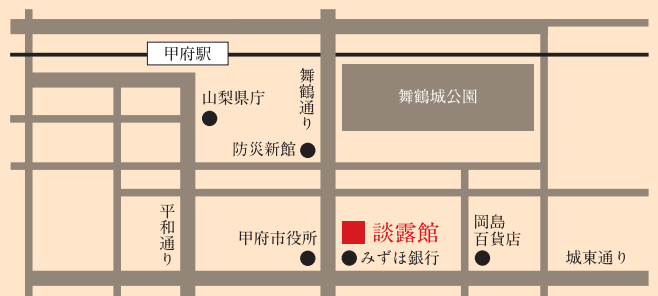 甲府駅
舞鶴通り
山梨県庁
舞鶴城公園
防災新館
平和通り
甲府市役所
談露館
みずほ銀行
岡島
百貨店
城東通り